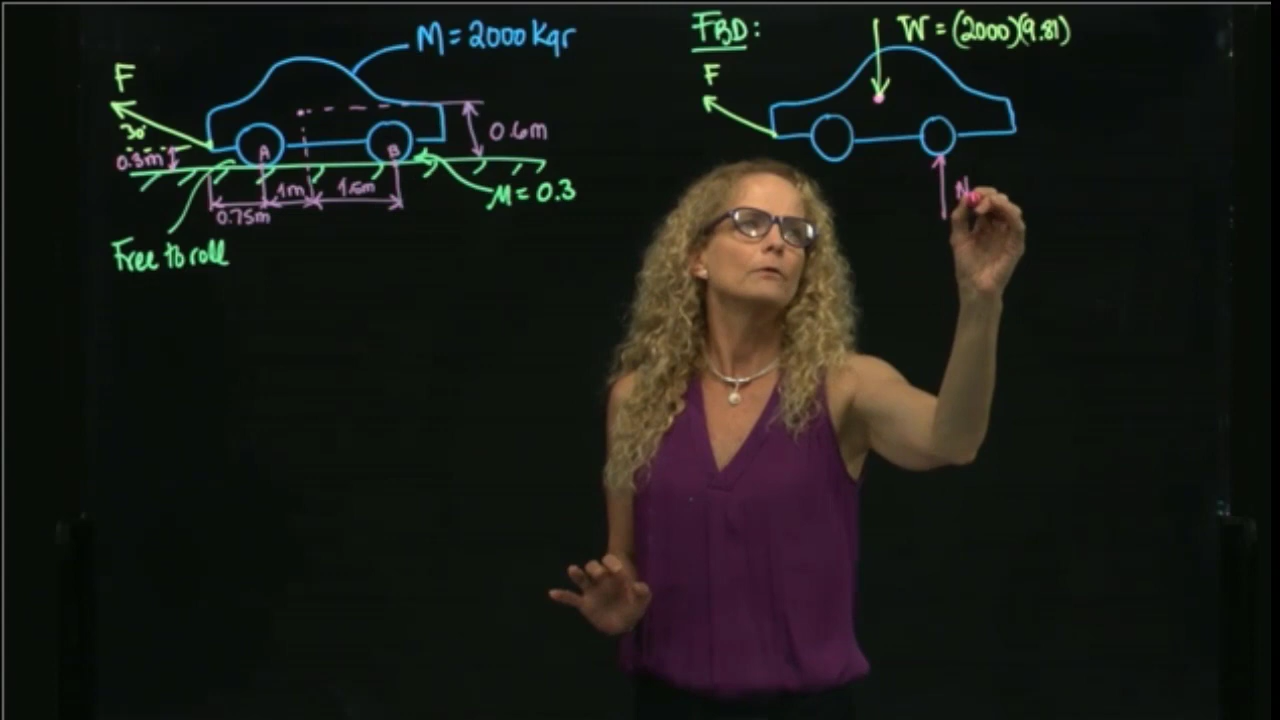 M = 2000 Kgr
F
30°
0.3m
A
B
0.6m
1m
1.5m
0.75m
M = 0.3
Free to roll
FBD:
W = (2000)(9.81)
F
N